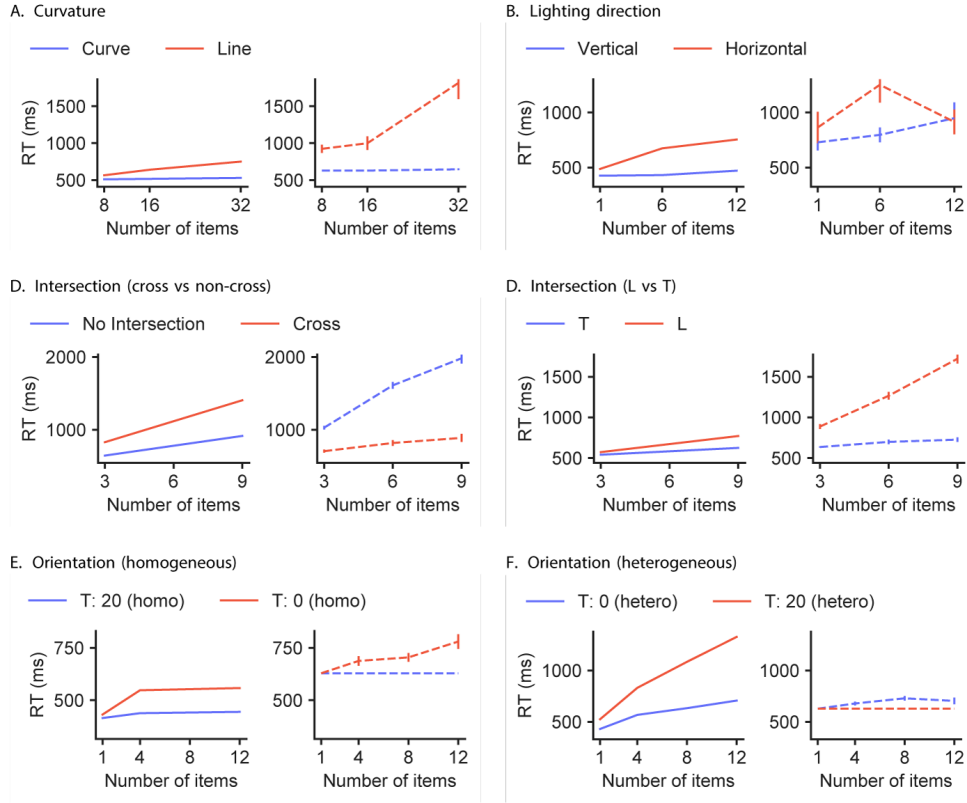 A. Curvature
Curve Line
RT (ms)
1500
1000
500
8 16 32
Number of items
1500
1000
500
8 16 32
Number of items
B. Lighting direction
Vertical Horizontal
RT (ms)
1000
500
1 6 12
Number of items
1000
500
1 6 12
Number of items
D. Intersection (cross vs non-cross)
No Intersection Cross
RT (ms)
2000
1000
3 6 9
Number of items
2000
1000
3 6 9
Number of items
D. Intersection (L vs T)
T L
RT (ms)
1500
1000
500
3 6 9
Number of items
1500
1000
500
3 6 9
Number of items
E. Orientation (homogeneous)
T: 20 (homo) T: 0 (homo)
RT (ms)
750
500
1 4 8 12
Number of items
750
500
1 4 8 12
Number of items
F. Orientation (heterogeneous)
T: 0 (hetero) T: 20 (hetero)
RT (ms)
1000
500
1 4 8 12
Number of items
1000
500
1 4 8 12
Number of items